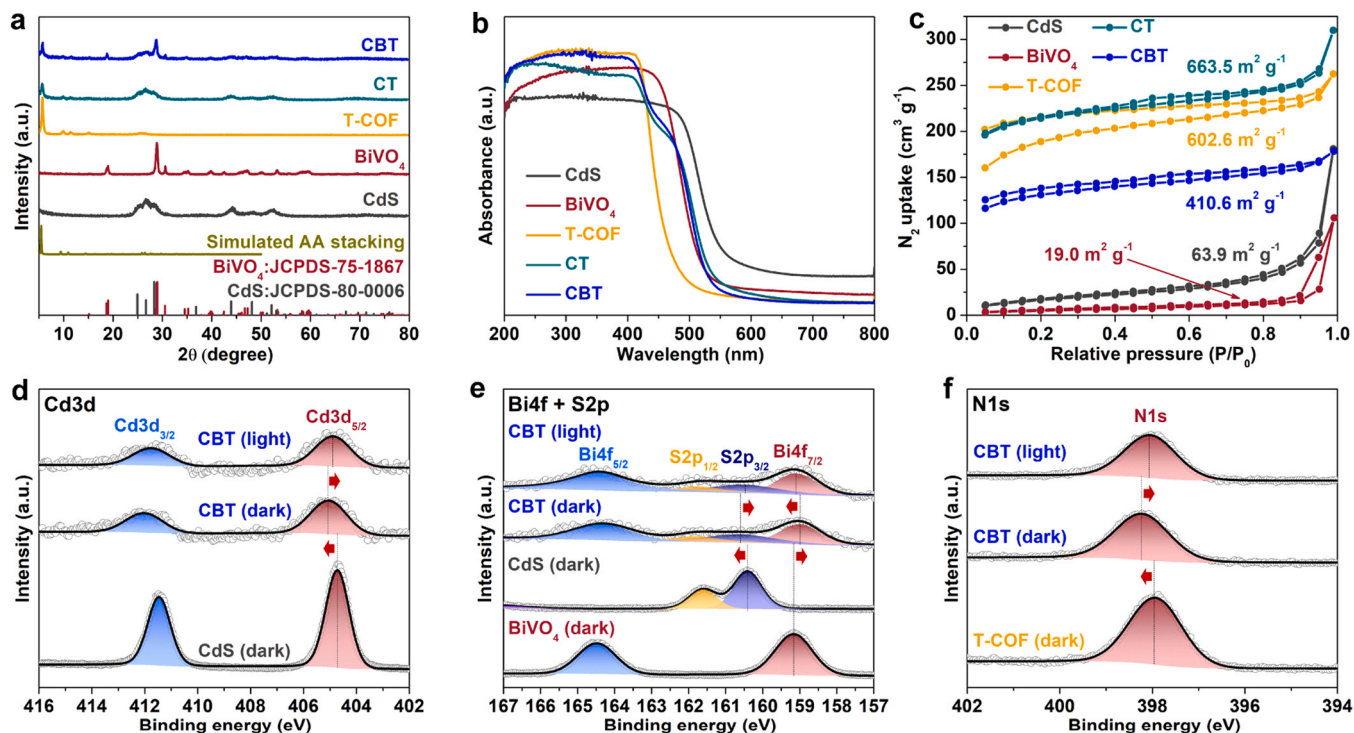 a
CBT
CT
T-COF
BiVO₄
CdS
Simulated AA stacking
BiVO₄:JCPDS-75-1867
CdS:JCPDS-80-0006
Intensity (a.u.)
10 20 30 40 50 60 70 80
2θ (degree)
b
CdS
BiVO₄
T-COF
CT
CBT
Absorbance (a.u.)
200 300 400 500 600 700 800
Wavelength (nm)
c
CdS CT
BiVO₄ CBT
T-COF
663.5 m² g⁻¹
602.6 m² g⁻¹
410.6 m² g⁻¹
19.0 m² g⁻¹
63.9 m² g⁻¹
N₂ uptake (cm³ g⁻¹)
300
250
200
150
100
50
0
0.0 0.2 0.4 0.6 0.8 1.0
Relative pressure (P/P₀)
d
Cd3d
Cd3d₃/₂
Cd3d₅/₂
CBT (light)
CBT (dark)
CdS (dark)
Intensity (a.u.)
416 414 412 410 408 406 404 402
Binding energy (eV)
e
Bi4f + S2p
CBT (light)
Bi4f₅/₂ S2p₁/₂ S2p₃/₂ Bi4f₇/₂
CBT (dark)
CdS (dark)
BiVO₄ (dark)
Intensity (a.u.)
167 166 165 164 163 162 161 160 159 158 157
Binding energy (eV)
f
N1s
N1s
CBT (light)
CBT (dark)
T-COF (dark)
Intensity (a.u.)
402 400 398 396 394
Binding energy (eV)